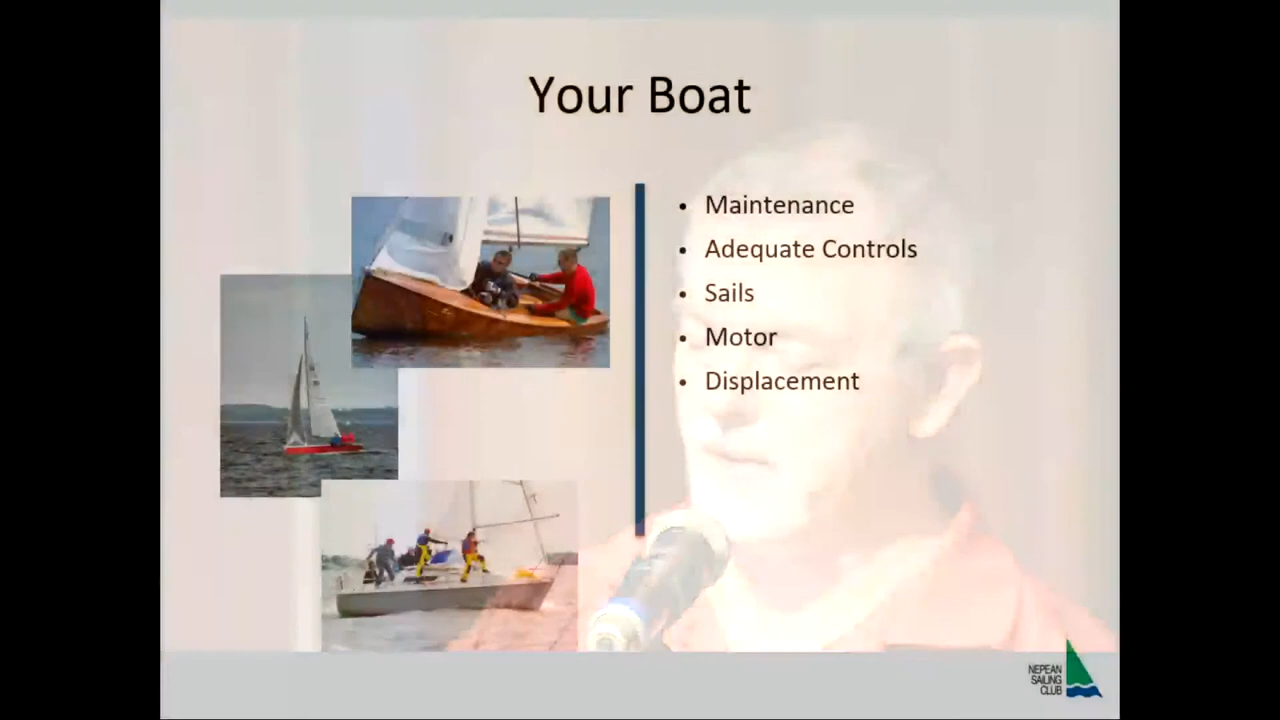 Your Boat
• Maintenance
• Adequate Controls
• Sails
• Motor
• Displacement
NEPEAN
SAILING
CLUB